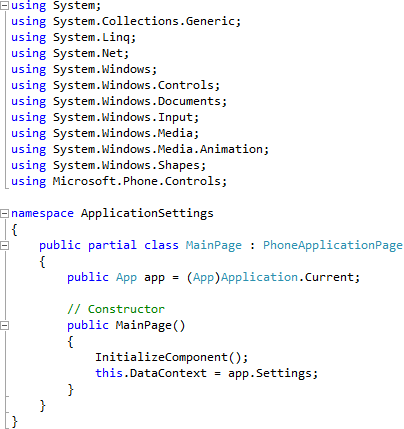 using System;
using System.Collections.Generic;
using System.Linq;
using System.Net;
using System.Windows;
using System.Windows.Controls;
using System.Windows.Documents;
using System.Windows.Input;
using System.Windows.Media;
using System.Windows.Media.Animation;
using System.Windows.Shapes;
using Microsoft.Phone.Controls;

namespace ApplicationSettings
{
    public partial class MainPage : PhoneApplicationPage
    {
        public App app = (App)Application.Current;

        // Constructor
        public MainPage()
        {
            InitializeComponent();
            this.DataContext = app.Settings;
        }
    }
}